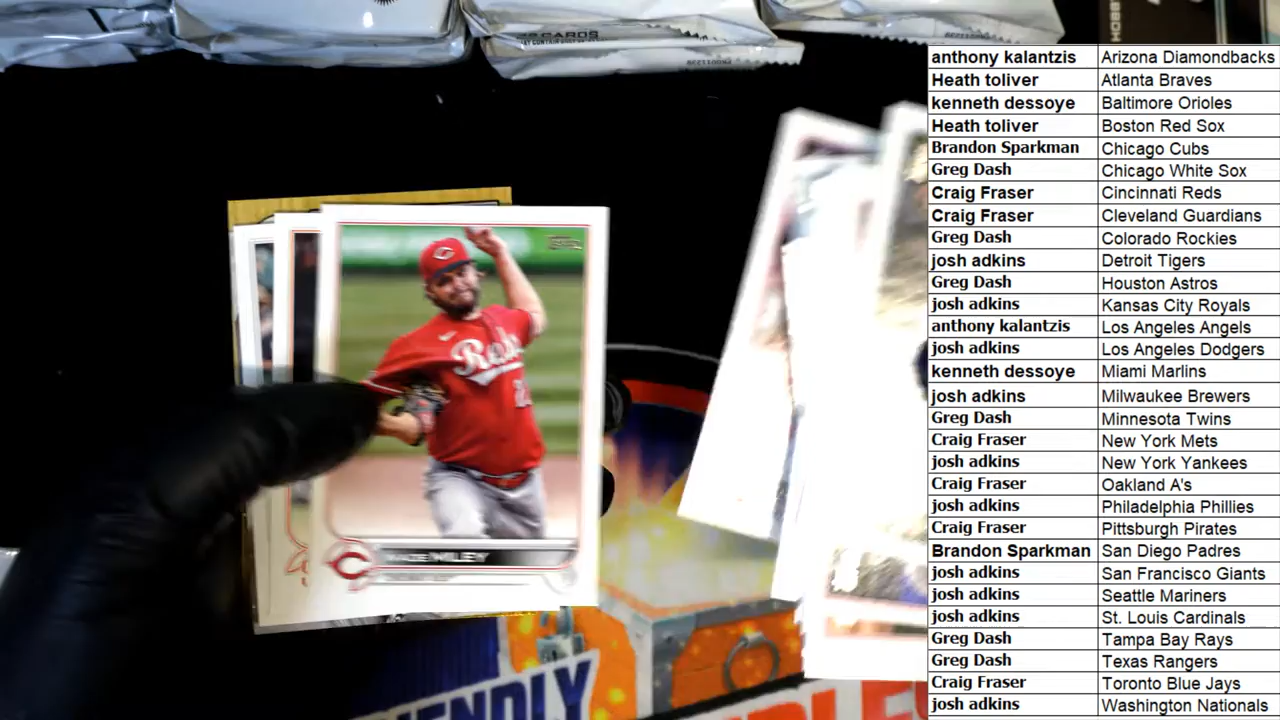 22 CARDS
HOBB
anthony kalantzis Arizona Diamondbacks
Heath toliver Atlanta Braves
kenneth dessoye Baltimore Orioles
Heath toliver Boston Red Sox
Brandon Sparkman Chicago Cubs
Greg Dash Chicago White Sox
Craig Fraser Cincinnati Reds
Craig Fraser Cleveland Guardians
Greg Dash Colorado Rockies
josh adkins Detroit Tigers
Greg Dash Houston Astros
josh adkins Kansas City Royals
anthony kalantzis Los Angeles Angels
josh adkins Los Angeles Dodgers
kenneth dessoye Miami Marlins
josh adkins Milwaukee Brewers
Greg Dash Minnesota Twins
Craig Fraser New York Mets
josh adkins New York Yankees
Craig Fraser Oakland A's
josh adkins Philadelphia Phillies
Craig Fraser Pittsburgh Pirates
Brandon Sparkman San Diego Padres
josh adkins San Francisco Giants
josh adkins Seattle Mariners
josh adkins St. Louis Cardinals
Greg Dash Tampa Bay Rays
Greg Dash Texas Rangers
Craig Fraser Toronto Blue Jays
josh adkins Washington Nationals
Reds
MILEY